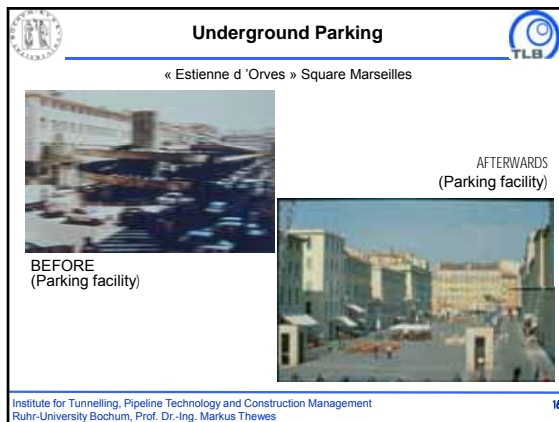 Underground Parking
TLB
« Estienne d 'Orves » Square Marseilles
AFTERWARDS
(Parking facility)
BEFORE
(Parking facility)
Institute for Tunnelling, Pipeline Technology and Construction Management
Ruhr-University Bochum, Prof. Dr.-Ing. Markus Thewes
16